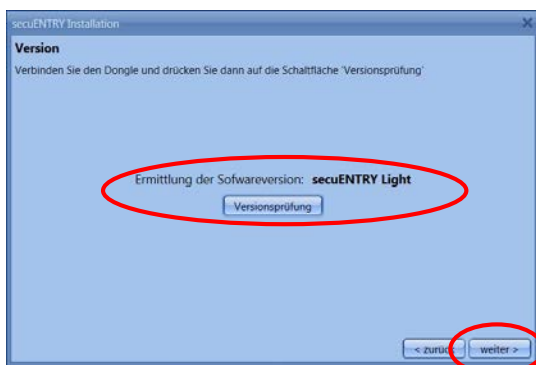 secuENTRY Installation
Version
Verbinden Sie den Dongle und drücken Sie dann auf die Schaltfläche 'Versionsprüfung'
Ermittlung der Sofwareversion: secuENTRY Light
Versionsprüfung
< zurück weiter >